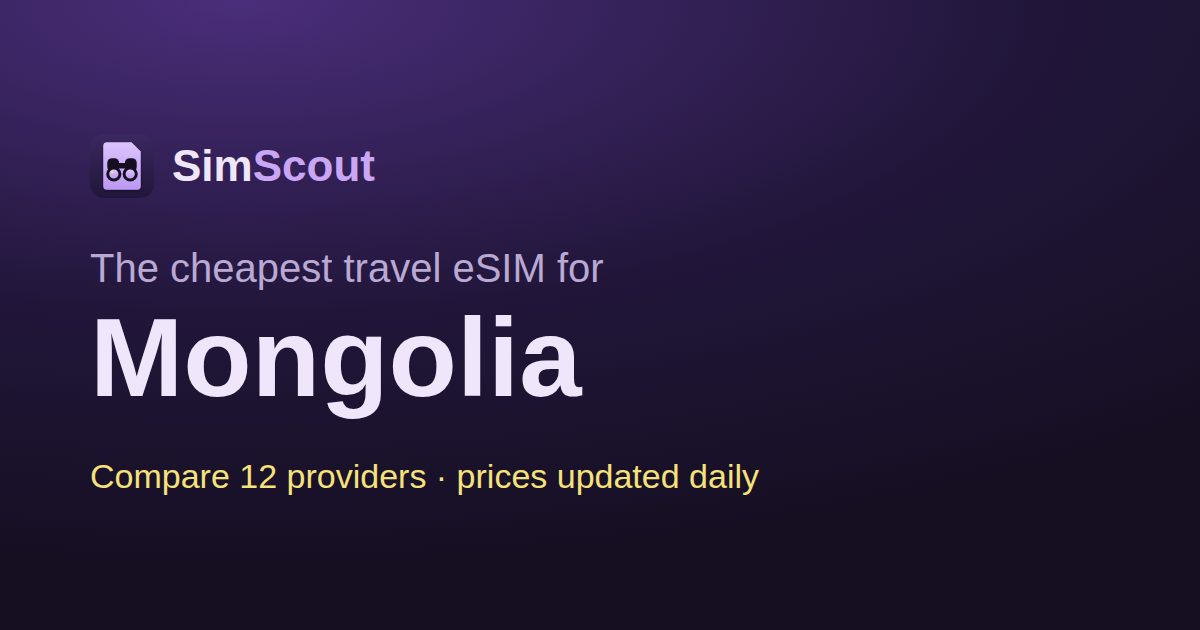 SimScout
The cheapest travel eSIM for
Mongolia
Compare 12 providers · prices updated daily